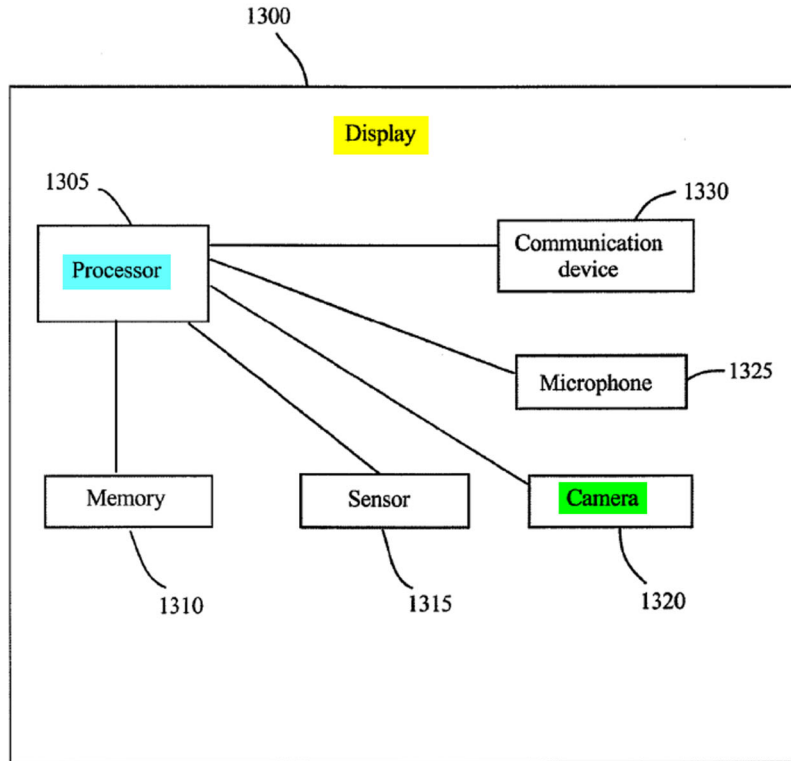 1300
Display
1305
1330
Processor
Communication
device
Microphone
1325
Memory
Sensor
Camera
1310
1315
1320